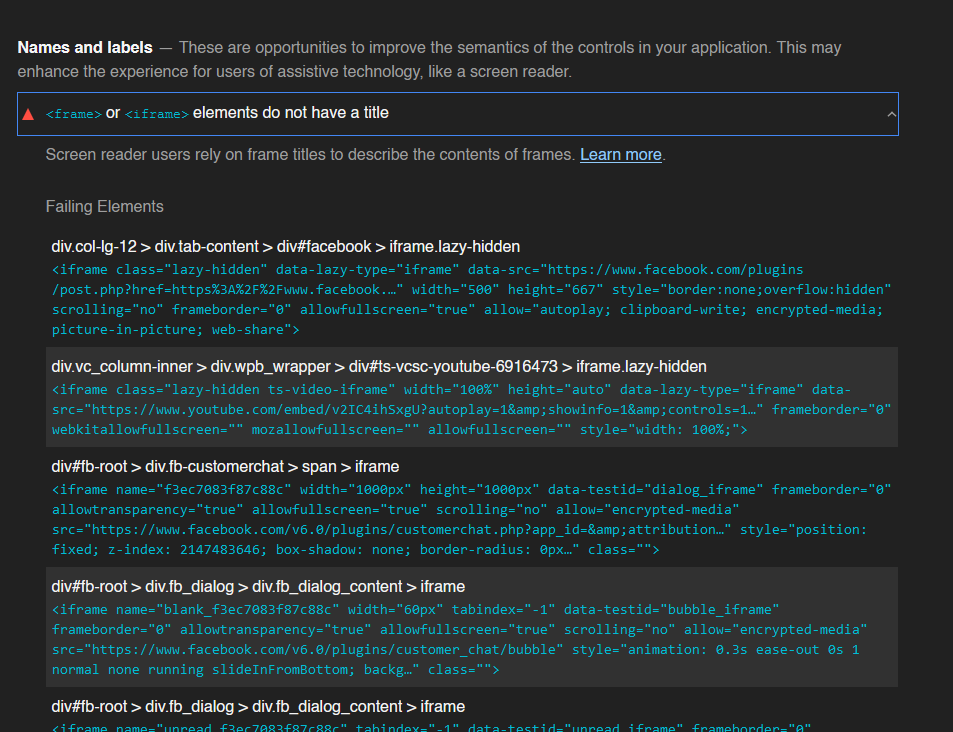 Names and labels — These are opportunities to improve the semantics of the controls in your application. This may
enhance the experience for users of assistive technology, like a screen reader.
<frame> or <iframe> elements do not have a title
Screen reader users rely on frame titles to describe the contents of frames. Learn more.
Failing Elements
div.col-lg-12 > div.tab-content > div#facebook > iframe.lazy-hidden
<iframe class="lazy-hidden" data-lazy-type="iframe" data-src="https://www.facebook.com/plugins
/post.php?href=https%3A%2F%2Fwww.facebook.…" width="500" height="667" style="border:none;overflow:hidden"
scrolling="no" frameborder="0" allowfullscreen="true" allow="autoplay; clipboard-write; encrypted-media;
picture-in-picture; web-share">
div.vc_column-inner > div.wpb_wrapper > div#ts-vcsc-youtube-6916473 > iframe.lazy-hidden
<iframe class="lazy-hidden ts-video-iframe" width="100%" height="auto" data-lazy-type="iframe" data-
src="https://www.youtube.com/embed/v2IC4ihSxgU?autoplay=1&amp;showinfo=1&amp;controls=1…" frameborder="0"
webkitallowfullscreen="" mozallowfullscreen="" allowfullscreen="" style="width: 100%;">
div#fb-root > div.fb-customerchat > span > iframe
<iframe name="f3ec7083f87c88c" width="1000px" height="1000px" data-testid="dialog_iframe" frameborder="0"
allowtransparency="true" allowfullscreen="true" scrolling="no" allow="encrypted-media"
src="https://www.facebook.com/v6.0/plugins/customerchat.php?app_id=&amp;attribution…" style="position:
fixed; z-index: 2147483646; box-shadow: none; border-radius: 0px…" class="">
div#fb-root > div.fb_dialog > div.fb_dialog_content > iframe
<iframe name="blank_f3ec7083f87c88c" width="60px" tabindex="-1" data-testid="bubble_iframe"
frameborder="0" allowtransparency="true" allowfullscreen="true" scrolling="no" allow="encrypted-media"
src="https://www.facebook.com/v6.0/plugins/customer_chat/bubble" style="animation: 0.3s ease-out 0s 1
normal none running slideInFromBottom; backg…" class="">
div#fb-root > div.fb_dialog > div.fb_dialog_content > iframe
<iframe name="unread_f3ec7083f87c88c" tabindex="-1" data-testid="unread_iframe" frameborder="0"